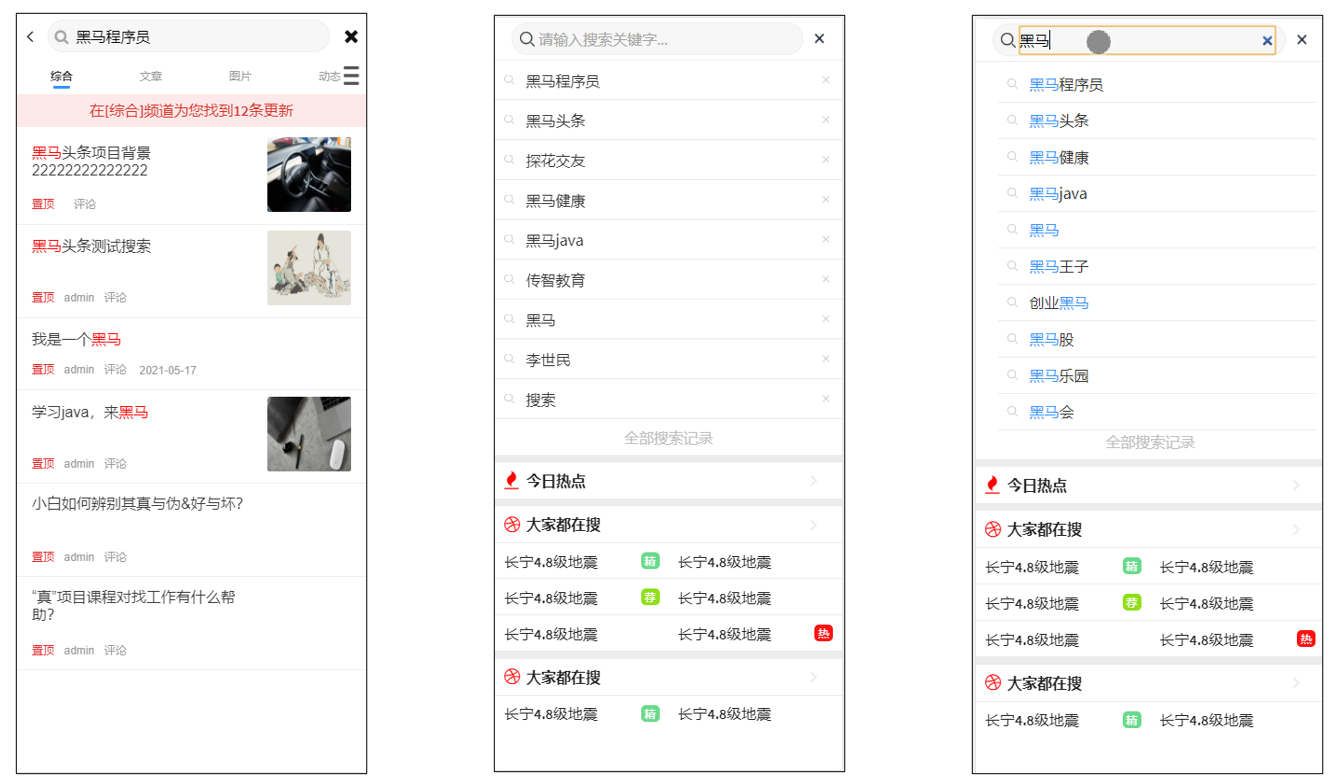 黑马程序员
综合 文章 图片 动态
在[综合]频道为您找到12条更新
黑马头条项目背景
22222222222222
置顶 评论
黑马头条测试搜索
置顶 admin 评论
我是一个黑马
置顶 admin 评论 2021-05-17
学习java，来黑马
置顶 admin 评论
小白如何辨别其真与伪&好与坏?
置顶 admin 评论
“真”项目课程对找工作有什么帮
助?
置顶 admin 评论
请输入搜索关键字...
黑马程序员
黑马头条
探花交友
黑马健康
黑马java
传智教育
黑马
李世民
搜索
全部搜索记录
今日热点
大家都在搜
长宁4.8级地震 精 长宁4.8级地震
长宁4.8级地震 荐 长宁4.8级地震
长宁4.8级地震 长宁4.8级地震 热
大家都在搜
长宁4.8级地震 精 长宁4.8级地震
黑马
黑马程序员
黑马头条
黑马健康
黑马java
黑马
黑马王子
创业黑马
黑马股
黑马乐园
黑马会
全部搜索记录
今日热点
大家都在搜
长宁4.8级地震 精 长宁4.8级地震
长宁4.8级地震 荐 长宁4.8级地震
长宁4.8级地震 长宁4.8级地震 热
大家都在搜
长宁4.8级地震 精 长宁4.8级地震